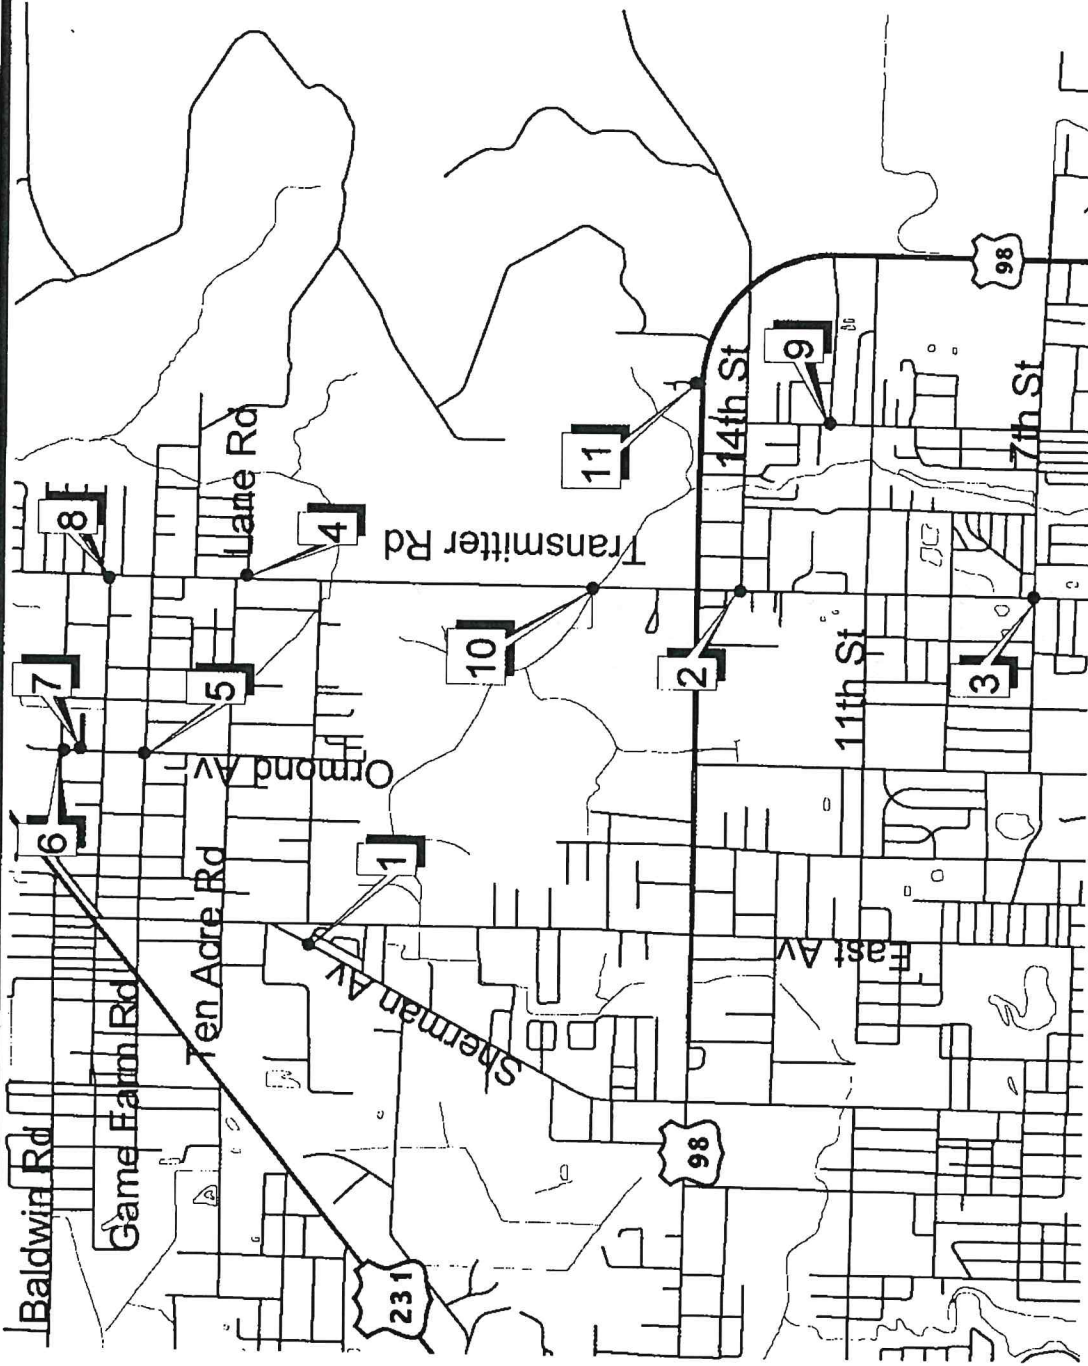 Baldwin Rd
Game Farm Rd
Ten Acre Rd
Lane Rd
Ormond Av
Transmitter Rd
Sherman Av
East Av
14th St
11th St
7th St
231
98
98
1
2
3
4
5
6
7
8
9
10
11